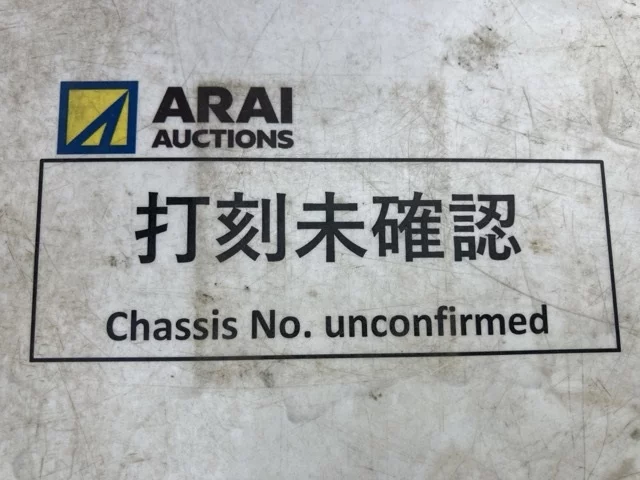 ARAI
AUCTIONS
打刻未確認
Chassis No. unconfirmed